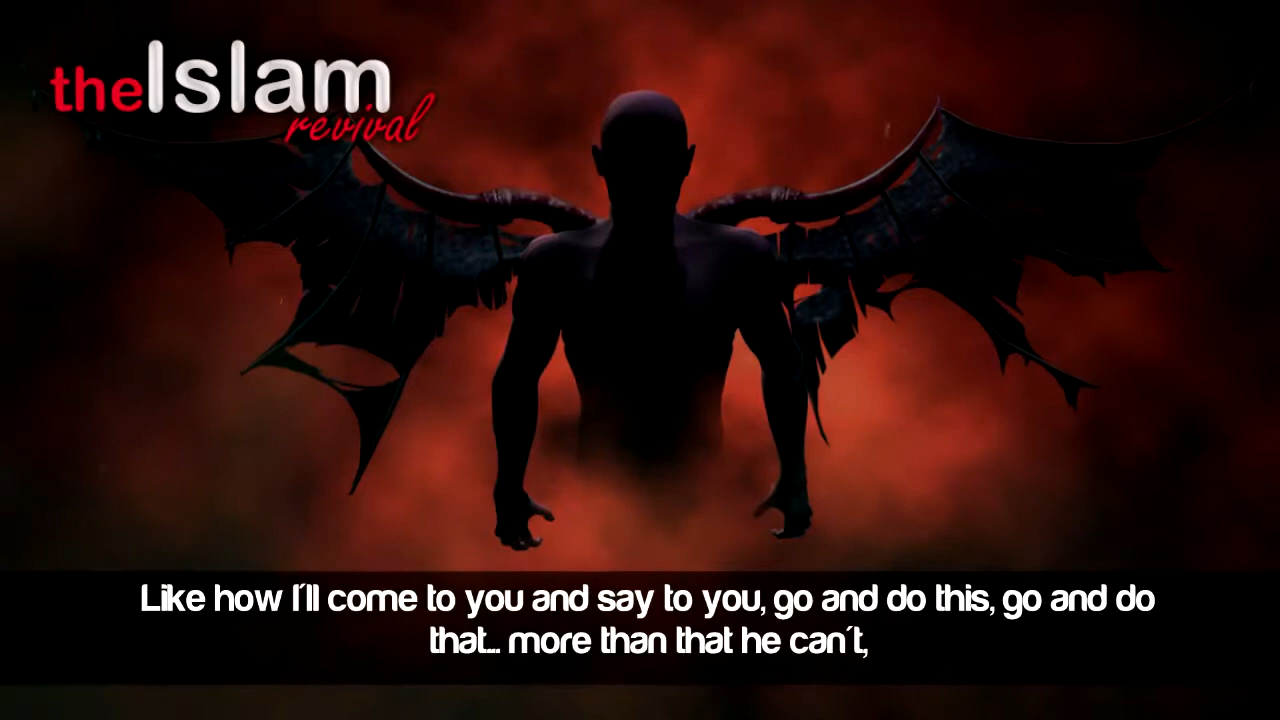 theIslam
revival
Like how I´ll come to you and say to you, go and do this, go and do
that... more than that he can´t,